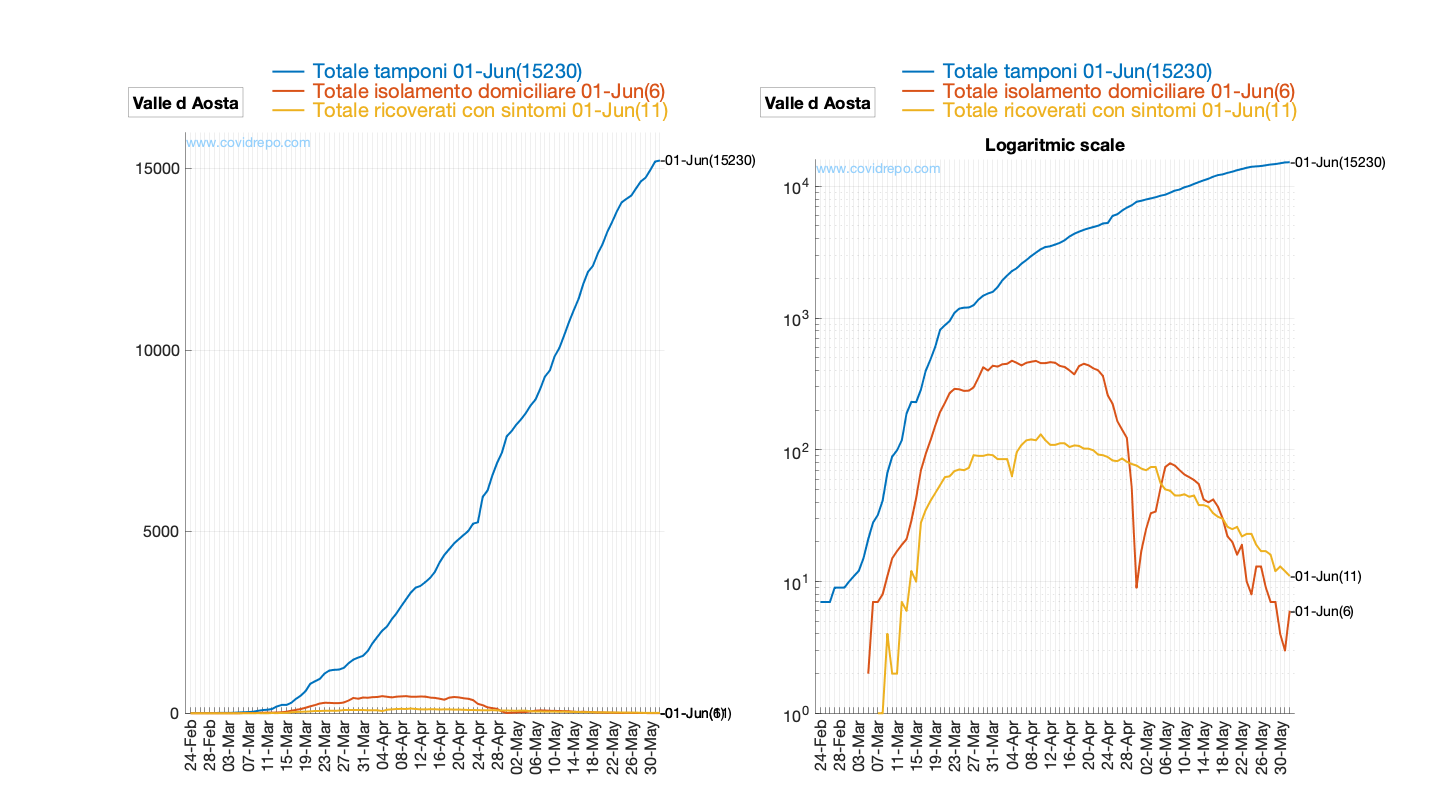 Totale tamponi 01-Jun(15230)
Totale isolamento domiciliare 01-Jun(6)
Totale ricoverati con sintomi 01-Jun(11)
Valle d Aosta
www.covidrepo.com
15000
10000
5000
0
01-Jun(15230)
24-Feb
28-Feb
03-Mar
07-Mar
11-Mar
15-Mar
19-Mar
23-Mar
27-Mar
31-Mar
04-Apr
08-Apr
12-Apr
16-Apr
20-Apr
24-Apr
28-Apr
02-May
06-May
10-May
14-May
18-May
22-May
26-May
30-May
Totale tamponi 01-Jun(15230)
Totale isolamento domiciliare 01-Jun(6)
Totale ricoverati con sintomi 01-Jun(11)
Valle d Aosta
Logaritmic scale
www.covidrepo.com
10^4
10^3
10^2
10^1
10^0
01-Jun(15230)
01-Jun(11)
01-Jun(6)
24-Feb
28-Feb
03-Mar
07-Mar
11-Mar
15-Mar
19-Mar
23-Mar
27-Mar
31-Mar
04-Apr
08-Apr
12-Apr
16-Apr
20-Apr
24-Apr
28-Apr
02-May
06-May
10-May
14-May
18-May
22-May
26-May
30-May